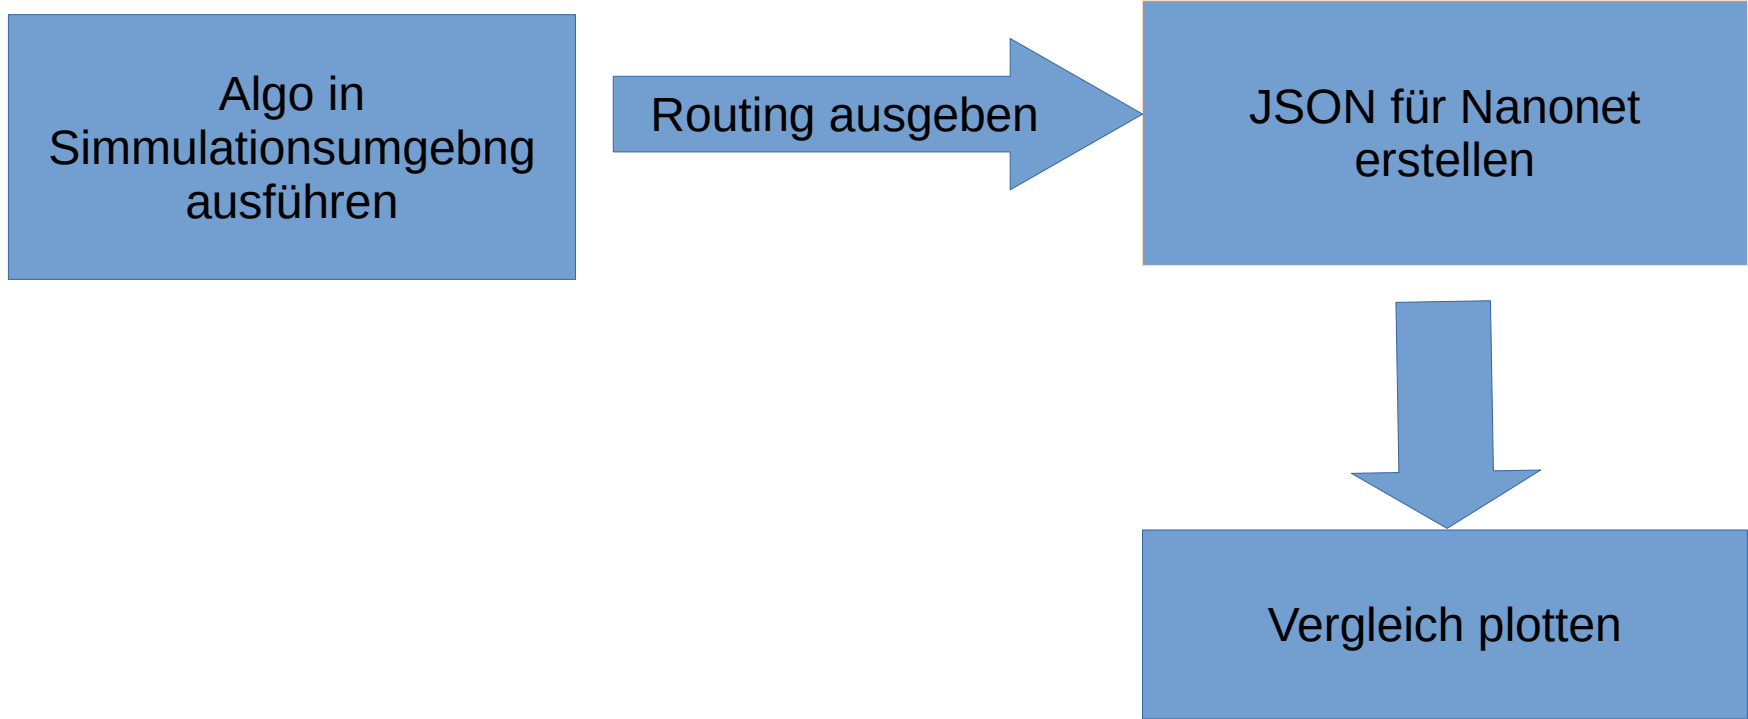 Algo in
Simmulationsumgebng
ausführen
Routing ausgeben
JSON für Nanonet
erstellen
Vergleich plotten